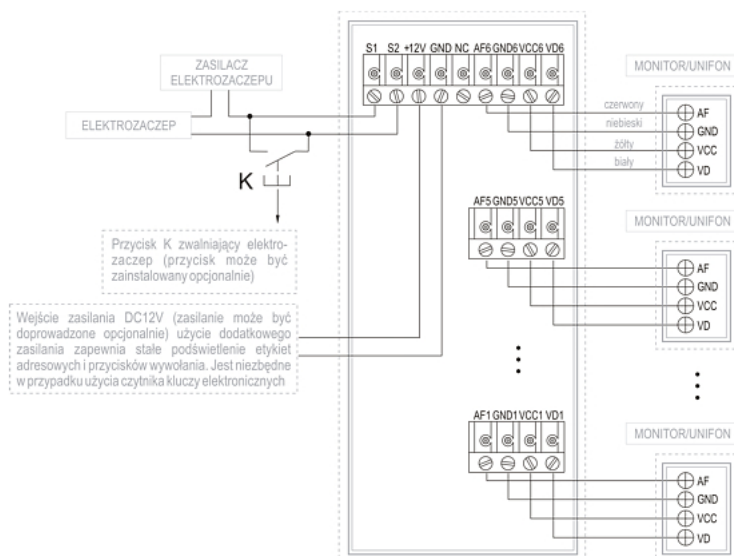 S1 S2 +12V GND NC AF6 GND6 VCC6 VD6
ZASILACZ
ELEKTROZACZEPU
ELEKTROZACZEP
K
Przycisk K zwalniający elektro-
zaczep (przycisk może być
zainstalowany opcjonalnie)
Wejście zasilania DC12V (zasilanie może być
doprowadzone opcjonalnie) użycie dodatkowego
zasilania zapewnia stałe podświetlenie etykiet
adresowych i przycisków wywołania. Jest niezbędne
w przypadku użycia czytnika kluczy elektronicznych
MONITOR/UNIFON
czerwony
niebieski
żółty
biały
AF
GND
VCC
VD
AF5 GND5 VCC5 VD5
MONITOR/UNIFON
AF
GND
VCC
VD
AF1 GND1 VCC1 VD1
MONITOR/UNIFON
AF
GND
VCC
VD